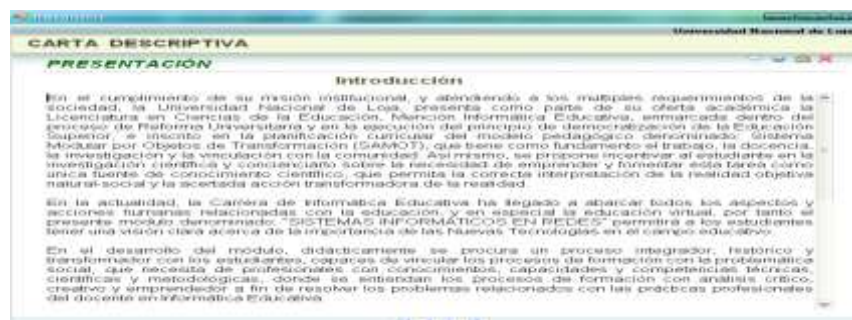 Universidad Nacional de Loja
CARTA DESCRIPTIVA
PRESENTACIÓN
Introducción
En el cumplimiento de su misión institucional, y atendiendo a los múltiples requerimientos de la
sociedad, la Universidad Nacional de Loja, presenta como parte de su oferta académica la
Licenciatura en Ciencias de la Educación, Mención Informática Educativa, enmarcada dentro del
proceso de Reforma Universitaria y en la ejecución del principio de democratización de la Educación
Superior, e inscrito en la planificación curricular del modelo pedagógico denominado: Sistema
Modular por Objetos de Transformación (SAMOT), que tiene como fundamento el trabajo, la docencia,
la investigación y la vinculación con la comunidad. Así mismo, se propone incentivar al estudiante en la
investigación científica y concienciarlo sobre la necesidad de emprender y fomentar esta tarea como
única fuente de conocimiento científico, que permita la correcta interpretación de la realidad objetiva
natural-social y la acertada acción transformadora de la realidad.
En la actualidad, la Carrera de Informática Educativa ha llegado a abarcar todos los aspectos y
acciones humanas relacionadas con la educación, y en especial la educación virtual, por tanto el
presente módulo denominado: "SISTEMAS INFORMÁTICOS EN REDES" permitirá a los estudiantes
tener una visión clara acerca de la importancia de las Nuevas Tecnologías en el campo educativo.
En el desarrollo del módulo, didácticamente se procura un proceso integrador, histórico y
transformador con los estudiantes, capaces de vincular los procesos de formación con la problemática
social, que necesita de profesionales con conocimientos, capacidades y competencias técnicas,
científicas y metodológicas, donde se entiendan los procesos de formación con análisis crítico,
creativo y emprendedor a fin de resolver los problemas relacionados con las prácticas profesionales
del docente en Informática Educativa.